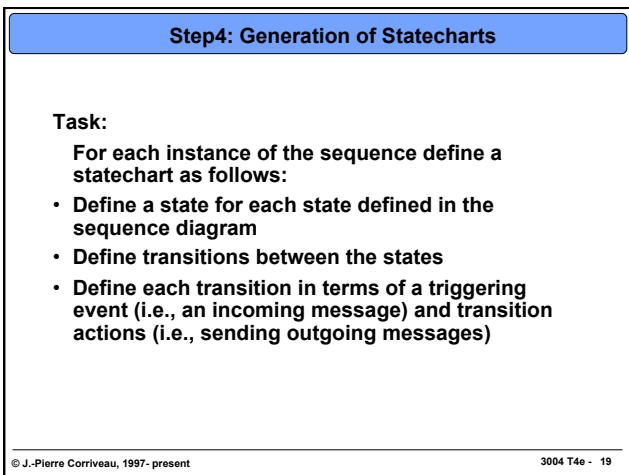 Step4: Generation of Statecharts
Task:
For each instance of the sequence define a
statechart as follows:
• Define a state for each state defined in the
sequence diagram
• Define transitions between the states
• Define each transition in terms of a triggering
event (i.e., an incoming message) and transition
actions (i.e., sending outgoing messages)
© J.-Pierre Corriveau, 1997- present
3004 T4e - 19